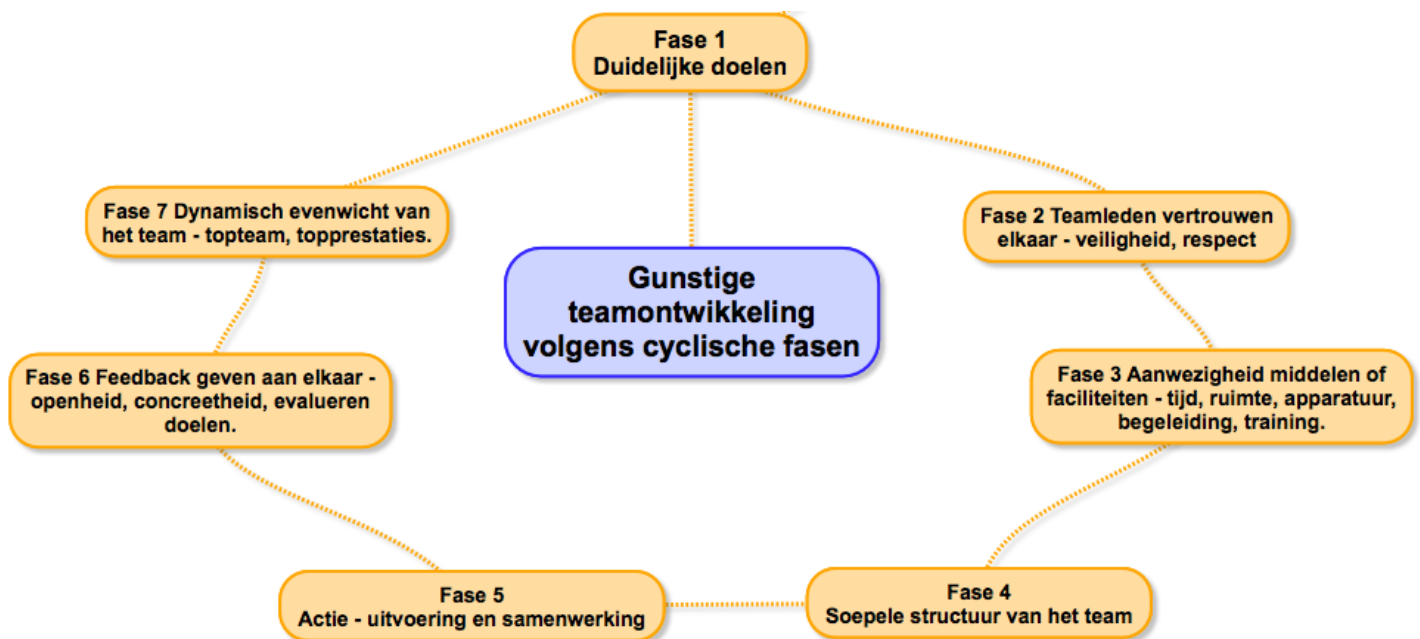 Fase 1
Duidelijke doelen
Fase 7 Dynamisch evenwicht van
het team - topteam, topprestaties.
Fase 2 Teamleden vertrouwen
elkaar - veiligheid, respect
Gunstige
teamontwikkeling
volgens cyclische fasen
Fase 6 Feedback geven aan elkaar -
openheid, concreetheid, evalueren
doelen.
Fase 3 Aanwezigheid middelen of
faciliteiten - tijd, ruimte, apparatuur,
begeleiding, training.
Fase 5
Actie - uitvoering en samenwerking
Fase 4
Soepele structuur van het team